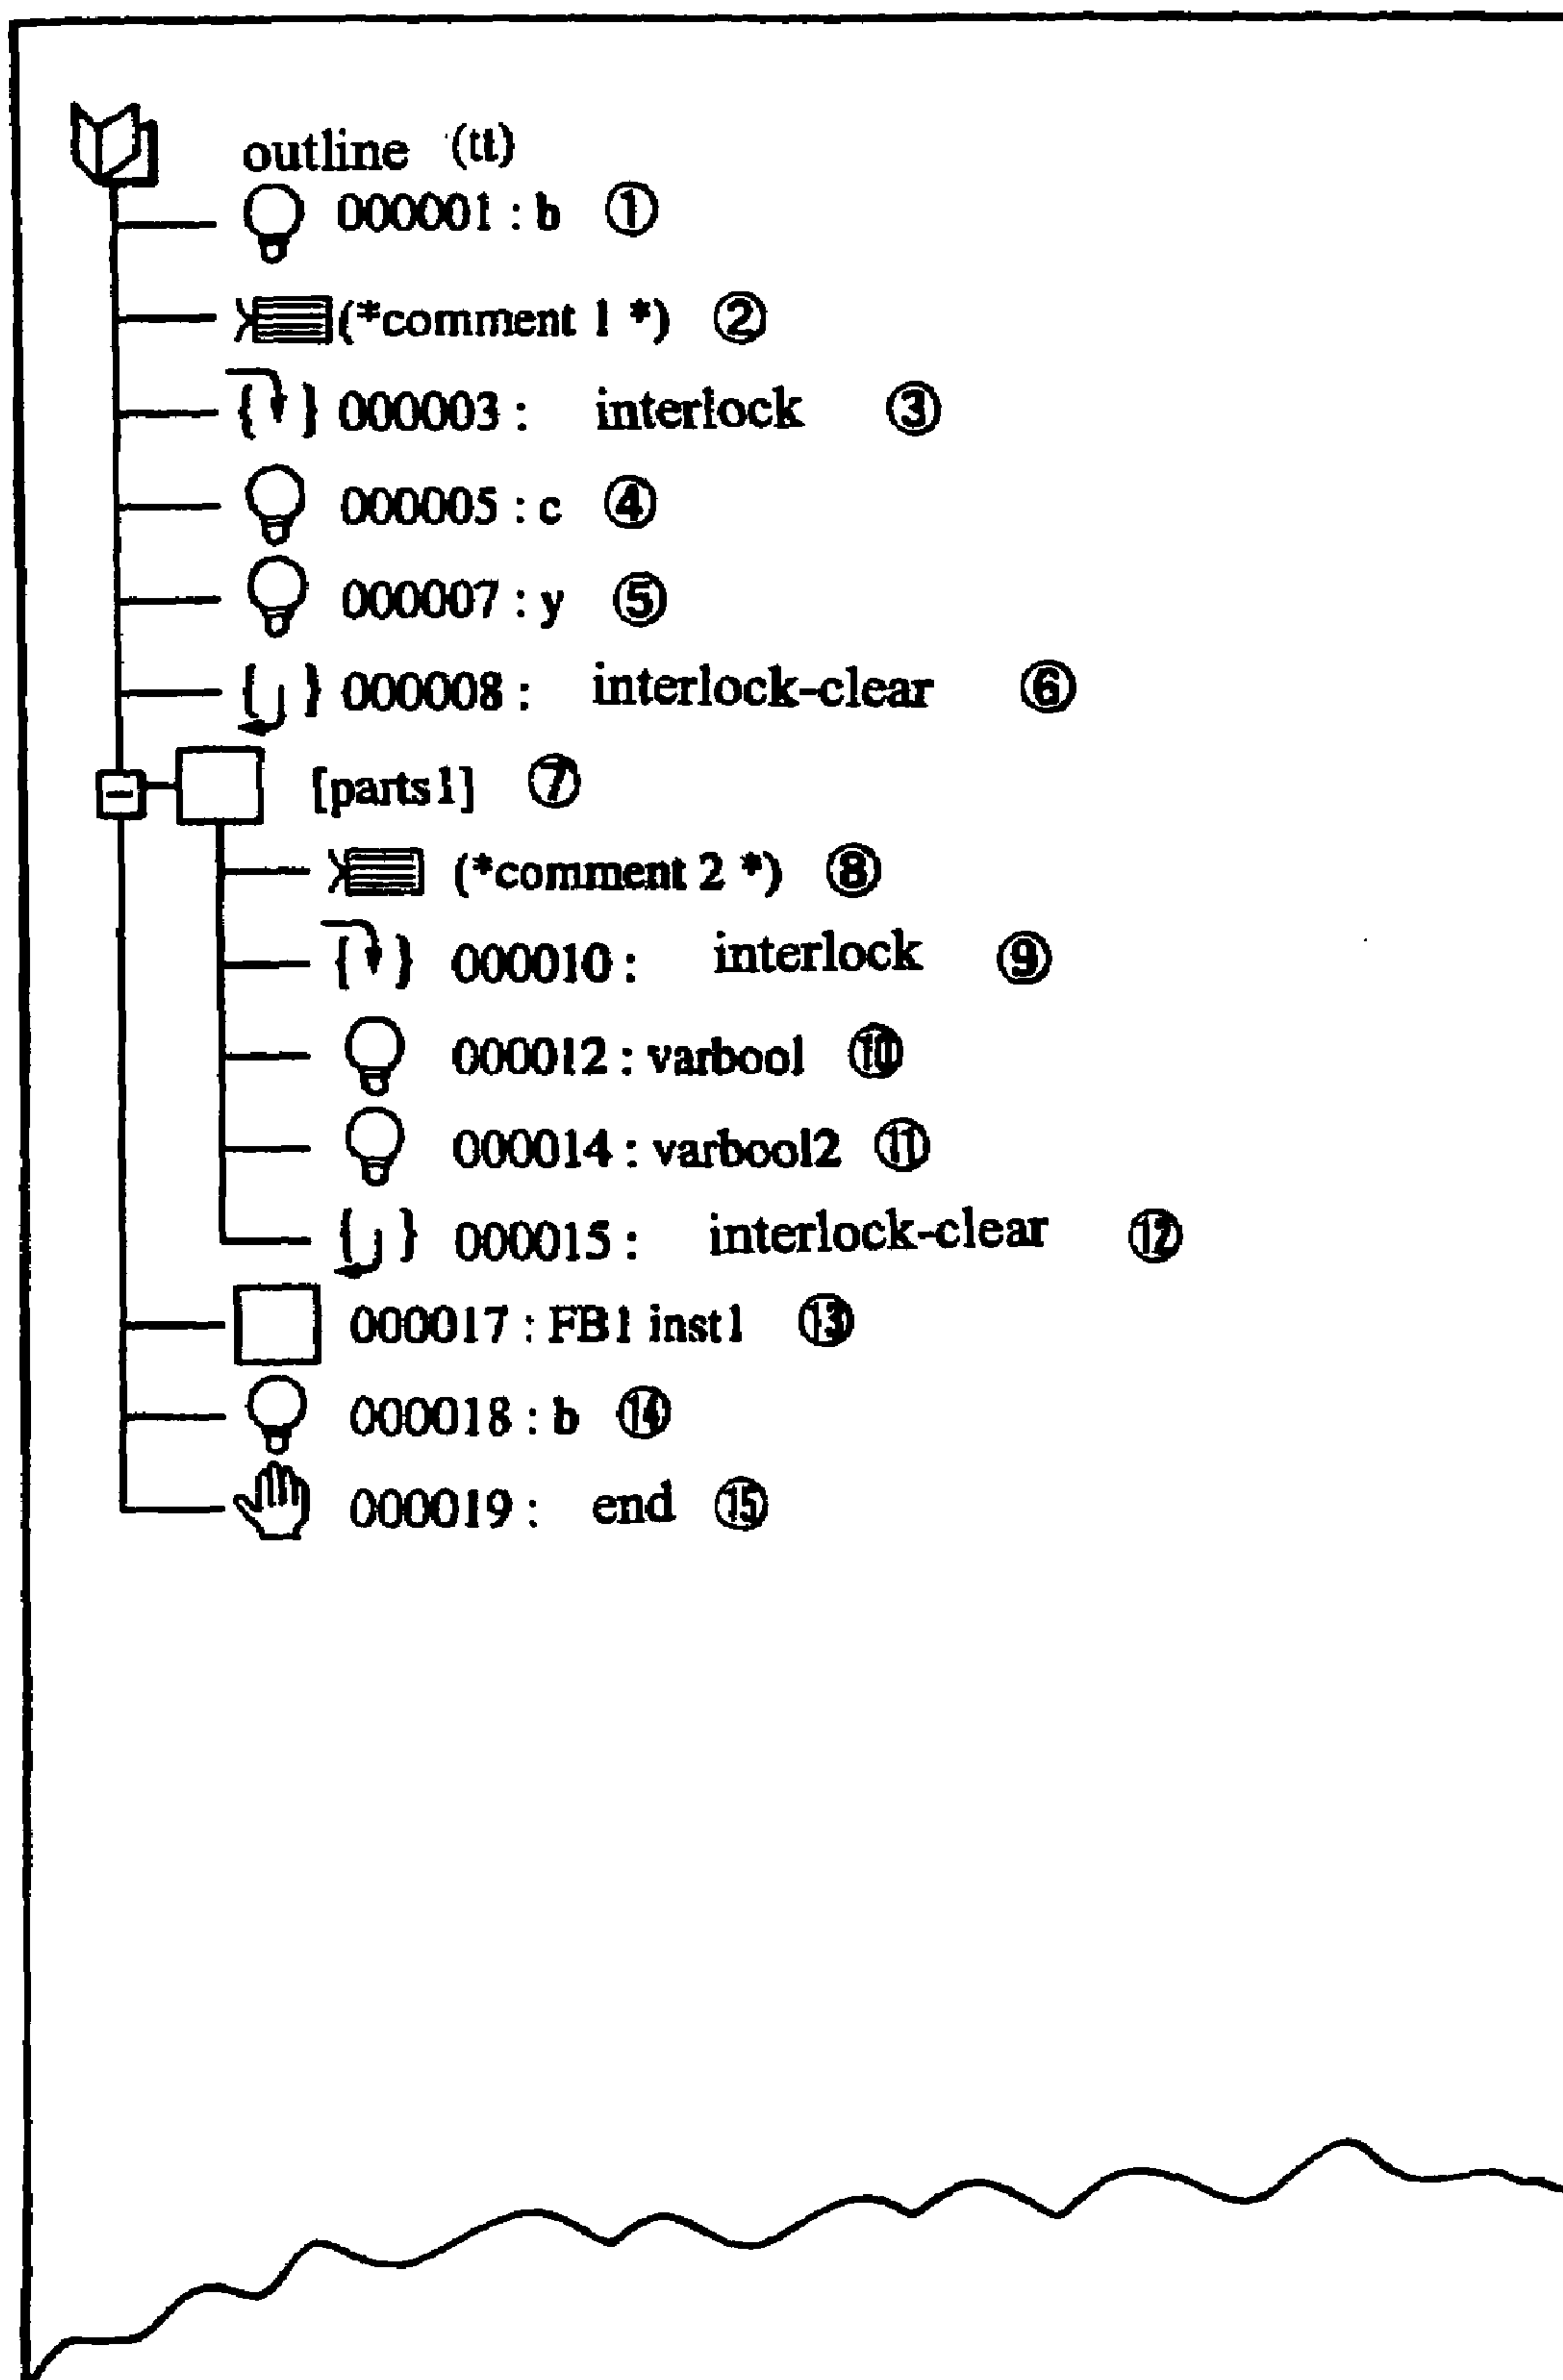 outline (tt)
000001 : b ①
(*comment 1 *) ②
{ } 000003 : interlock ③
000005 : c ④
000007 : y ⑤
{ } 000008 : interlock-clear ⑥
[parts1] ⑦
(*comment 2 *) ⑧
{ } 000010 : interlock ⑨
000012 : varbool ⑩
000014 : varbool2 ⑪
{ } 000015 : interlock-clear ⑫
000017 : FB1 inst1 ⑬
000018 : b ⑭
000019 : end ⑮